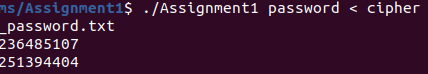 ms/Assignment1$ ./Assignment1 password < cipher
_password.txt
236485107
251394404